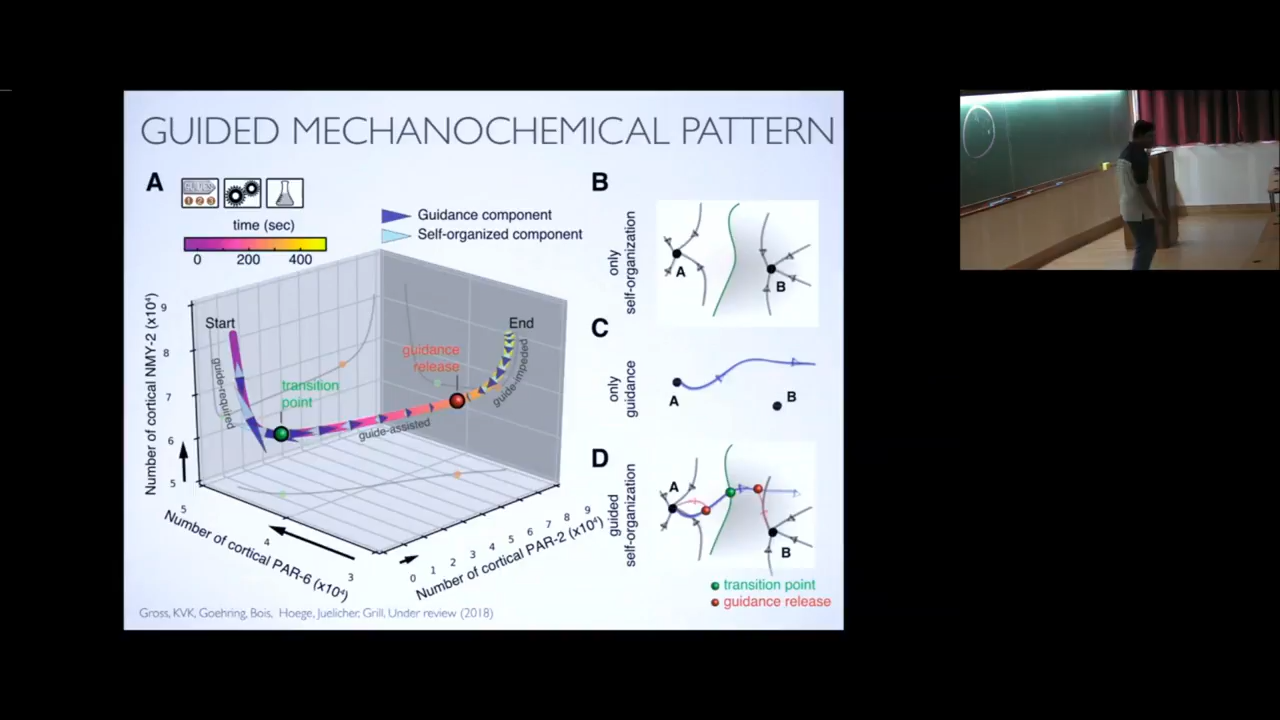 GUIDED MECHANOCHEMICAL PATTERN
A
time (sec)
0 200 400
Guidance component
Self-organized component
Number of cortical NMY-2 (x10⁴)
9
8
7
6
5
Start
End
guide-required
transition
point
guide-assisted
guidance
release
guide-impeded
5
4
3
Number of cortical PAR-6 (x10⁴)
0 1 2 3 4 5 6 7 8 9
Number of cortical PAR-2 (x10⁴)
B
only
self-organization
A
B
C
only
guidance
A
B
D
guided
self-organization
A
B
transition point
guidance release
Gross, KVK, Goehring, Bois, Hoege, Juelicher, Grill, Under review (2018)